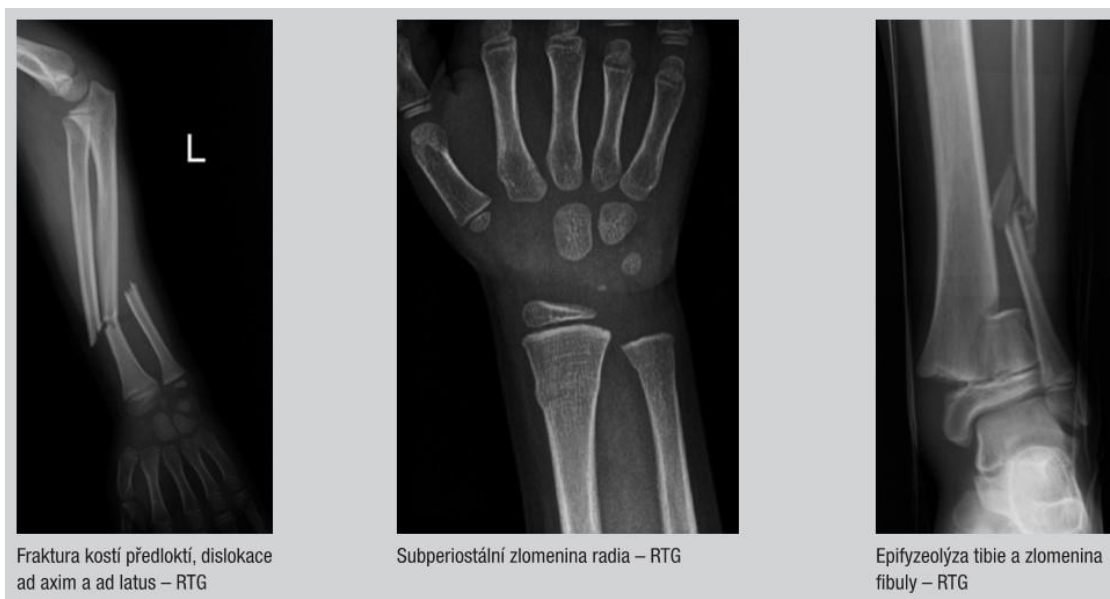 L
Fraktura kostí předloktí, dislokace
ad axim a ad latus – RTG
Subperiostální zlomenina radia – RTG
Epifyzeolýza tibie a zlomenina
fibuly – RTG